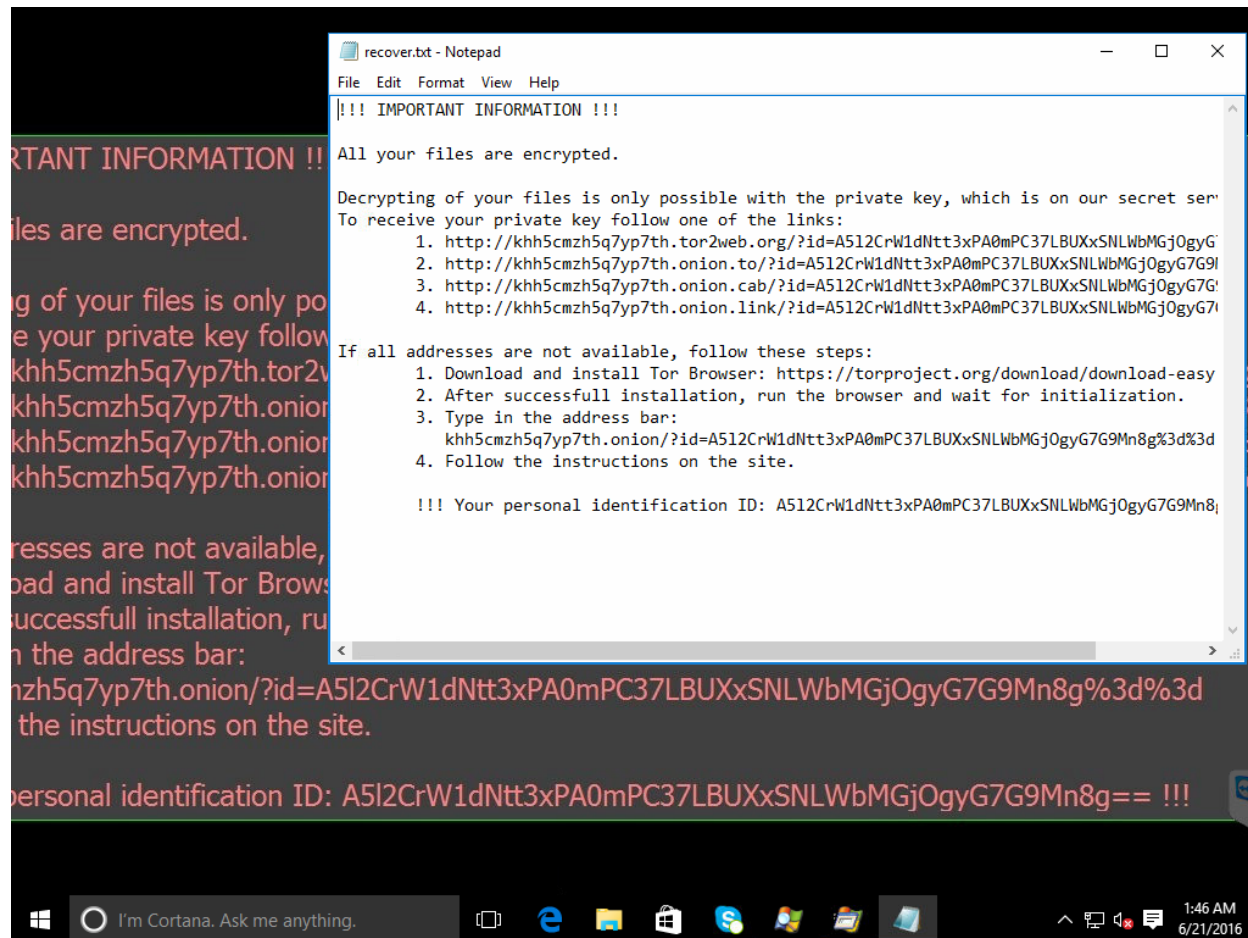 recover.txt - Notepad
File Edit Format View Help
!!! IMPORTANT INFORMATION !!!
All your files are encrypted.
Decrypting of your files is only possible with the private key, which is on our secret
To receive your private key follow one of the links:
1. http://khh5cmzh5q7yp7th.tor2web.org/?id=A5l2CrW1dNtt3xPA0mPC37LBUXxSNLWbMGjOgyG
2. http://khh5cmzh5q7yp7th.onion.to/?id=A5l2CrW1dNtt3xPA0mPC37LBUXxSNLWbMGjOgyG7G9
3. http://khh5cmzh5q7yp7th.onion.cab/?id=A5l2CrW1dNtt3xPA0mPC37LBUXxSNLWbMGjOgyG7G
4. http://khh5cmzh5q7yp7th.onion.link/?id=A5l2CrW1dNtt3xPA0mPC37LBUXxSNLWbMGjOgyG7
If all addresses are not available, follow these steps:
1. Download and install Tor Browser: https://torproject.org/download/download-easy
2. After successfull installation, run the browser and wait for initialization.
3. Type in the address bar:
khh5cmzh5q7yp7th.onion/?id=A5l2CrW1dNtt3xPA0mPC37LBUXxSNLWbMGjOgyG7G9Mn8g%3d%3d
4. Follow the instructions on the site.
!!! Your personal identification ID: A5l2CrW1dNtt3xPA0mPC37LBUXxSNLWbMGjOgyG7G9Mn8g
RTANT INFORMATION !!
iles are encrypted.
g of your files is only po
e your private key follow
khh5cmzh5q7yp7th.tor2w
khh5cmzh5q7yp7th.onion
khh5cmzh5q7yp7th.onion
khh5cmzh5q7yp7th.onion
resses are not available,
oad and install Tor Brows
uccessfull installation, ru
n the address bar:
nzh5q7yp7th.onion/?id=A5l2CrW1dNtt3xPA0mPC37LBUXxSNLWbMGjOgyG7G9Mn8g%3d%3d
the instructions on the site.
personal identification ID: A5l2CrW1dNtt3xPA0mPC37LBUXxSNLWbMGjOgyG7G9Mn8g== !!!
I'm Cortana. Ask me anything.
1:46 AM
6/21/2016